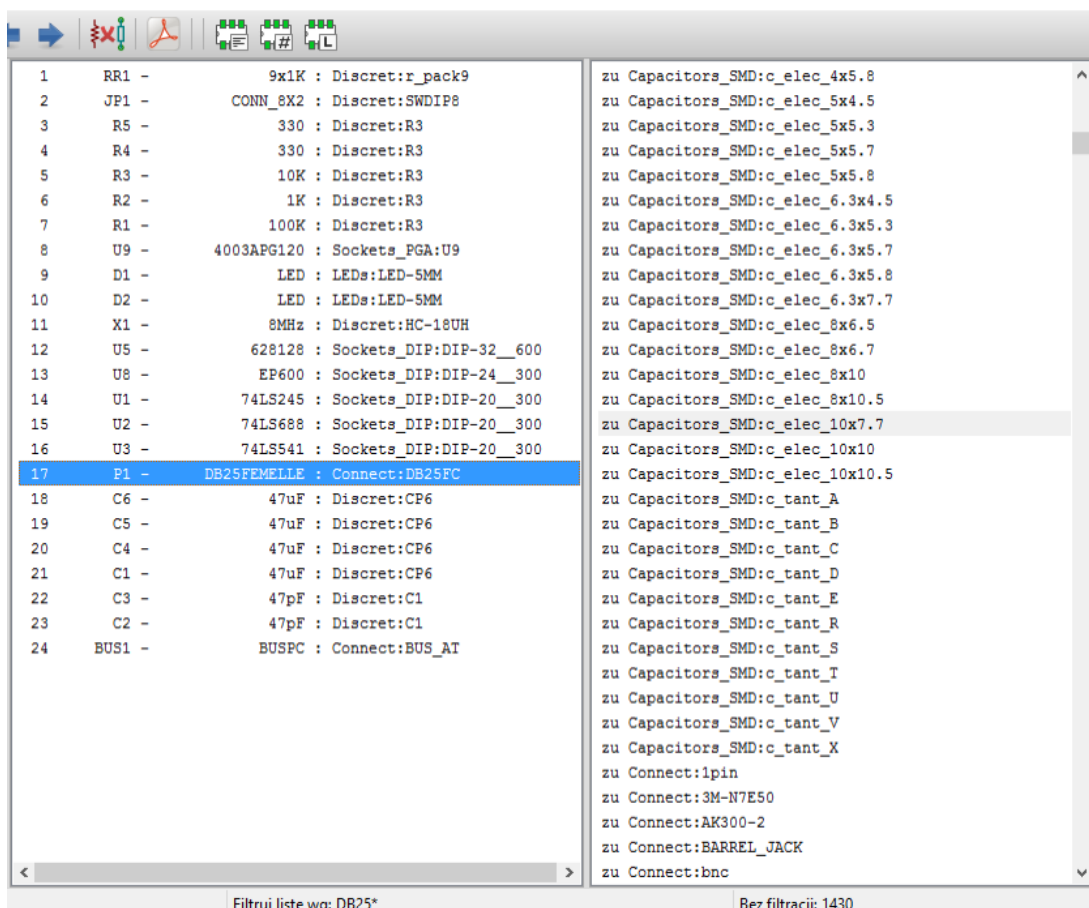 1 RR1 - 9x1K : Discret:r_pack9
2 JP1 - CONN_8X2 : Discret:SWDIP8
3 R5 - 330 : Discret:R3
4 R4 - 330 : Discret:R3
5 R3 - 10K : Discret:R3
6 R2 - 1K : Discret:R3
7 R1 - 100K : Discret:R3
8 U9 - 4003APG120 : Sockets_PGA:U9
9 D1 - LED : LEDs:LED-5MM
10 D2 - LED : LEDs:LED-5MM
11 X1 - 8MHz : Discret:HC-18UH
12 U5 - 628128 : Sockets_DIP:DIP-32__600
13 U8 - EP600 : Sockets_DIP:DIP-24__300
14 U1 - 74LS245 : Sockets_DIP:DIP-20__300
15 U2 - 74LS688 : Sockets_DIP:DIP-20__300
16 U3 - 74LS541 : Sockets_DIP:DIP-20__300
17 P1 - DB25FEMELLE : Connect:DB25FC
18 C6 - 47uF : Discret:CP6
19 C5 - 47uF : Discret:CP6
20 C4 - 47uF : Discret:CP6
21 C1 - 47uF : Discret:CP6
22 C3 - 47pF : Discret:C1
23 C2 - 47pF : Discret:C1
24 BUS1 - BUSPC : Connect:BUS_AT
zu Capacitors_SMD:c_elec_4x5.8
zu Capacitors_SMD:c_elec_5x4.5
zu Capacitors_SMD:c_elec_5x5.3
zu Capacitors_SMD:c_elec_5x5.7
zu Capacitors_SMD:c_elec_5x5.8
zu Capacitors_SMD:c_elec_6.3x4.5
zu Capacitors_SMD:c_elec_6.3x5.3
zu Capacitors_SMD:c_elec_6.3x5.7
zu Capacitors_SMD:c_elec_6.3x5.8
zu Capacitors_SMD:c_elec_6.3x7.7
zu Capacitors_SMD:c_elec_8x6.5
zu Capacitors_SMD:c_elec_8x6.7
zu Capacitors_SMD:c_elec_8x10
zu Capacitors_SMD:c_elec_8x10.5
zu Capacitors_SMD:c_elec_10x7.7
zu Capacitors_SMD:c_elec_10x10
zu Capacitors_SMD:c_elec_10x10.5
zu Capacitors_SMD:c_tant_A
zu Capacitors_SMD:c_tant_B
zu Capacitors_SMD:c_tant_C
zu Capacitors_SMD:c_tant_D
zu Capacitors_SMD:c_tant_E
zu Capacitors_SMD:c_tant_R
zu Capacitors_SMD:c_tant_S
zu Capacitors_SMD:c_tant_T
zu Capacitors_SMD:c_tant_U
zu Capacitors_SMD:c_tant_V
zu Capacitors_SMD:c_tant_X
zu Connect:1pin
zu Connect:3M-N7E50
zu Connect:AK300-2
zu Connect:BARREL_JACK
zu Connect:bnc
Filtruj listę wg: DB25*
Bez filtracji: 1430